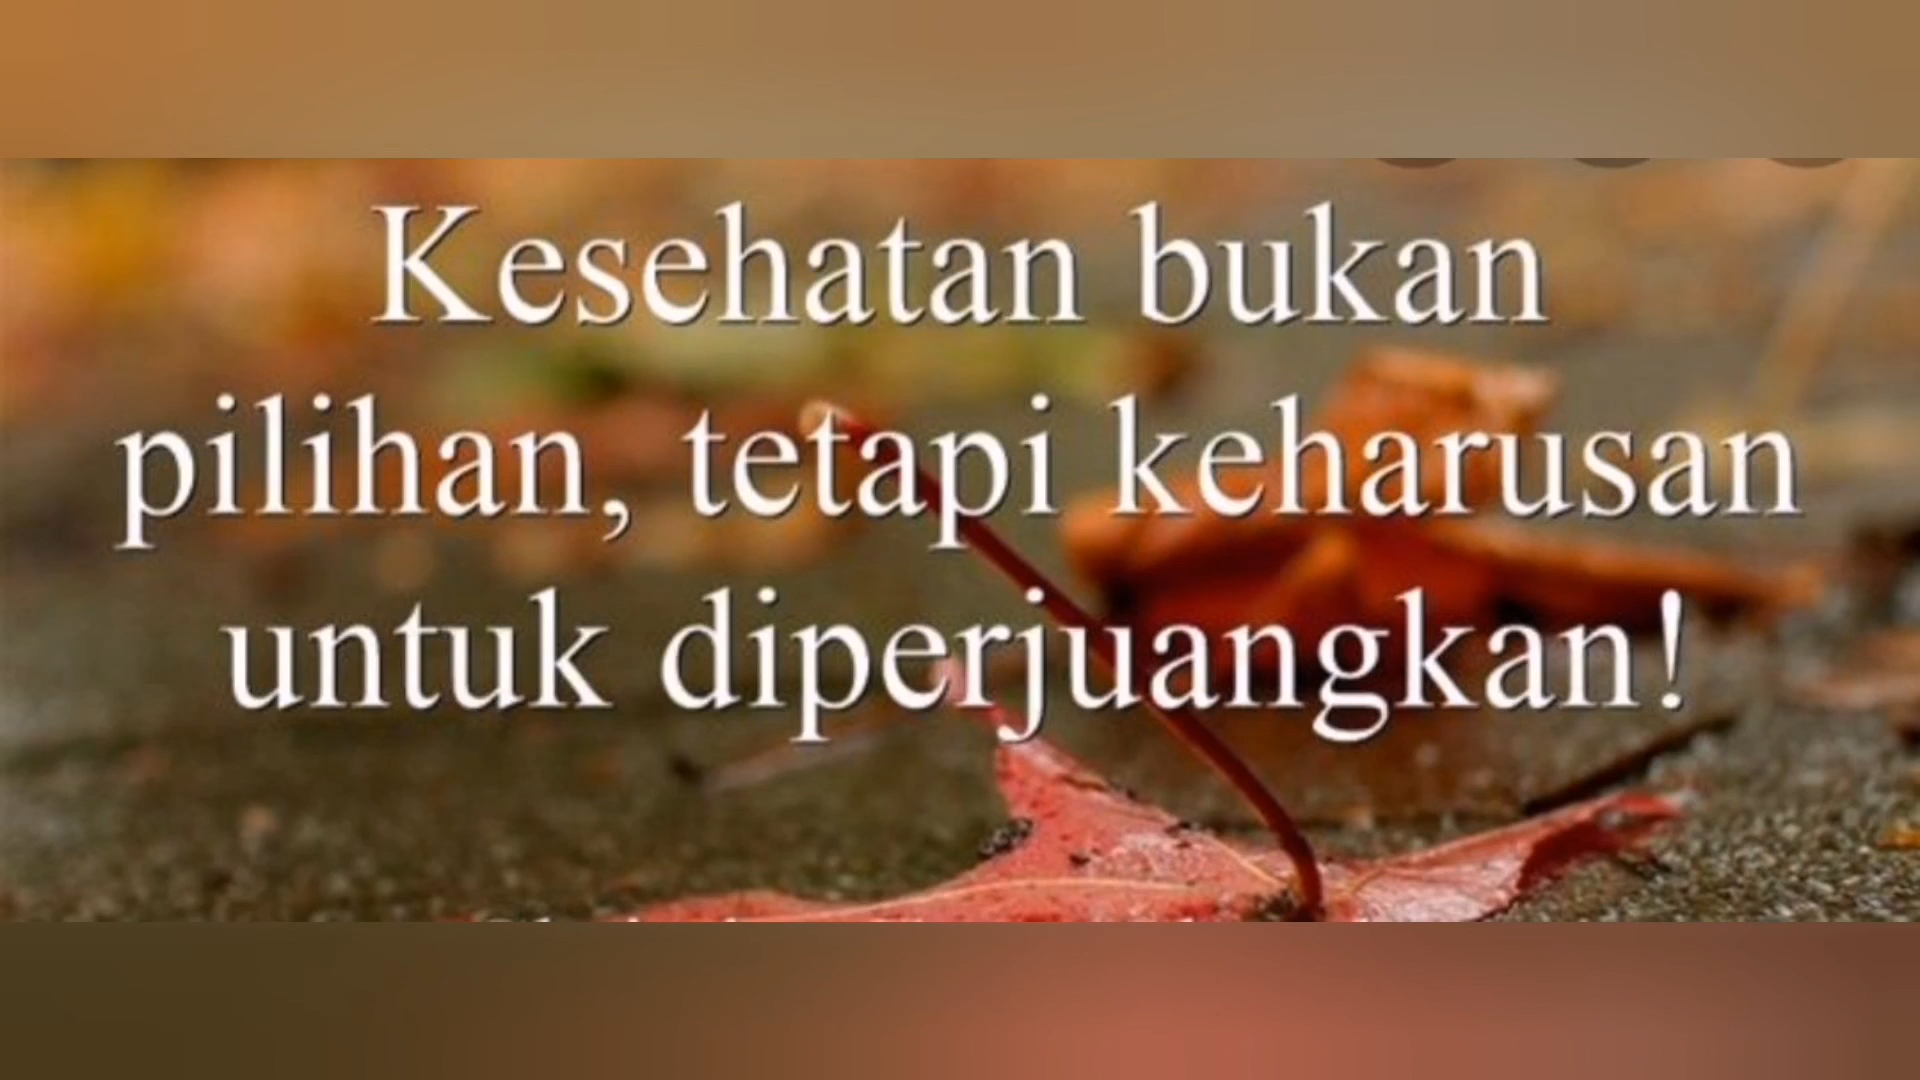 Kesehatan bukan
pilihan, tetapi keharusan
untuk diperjuangkan!